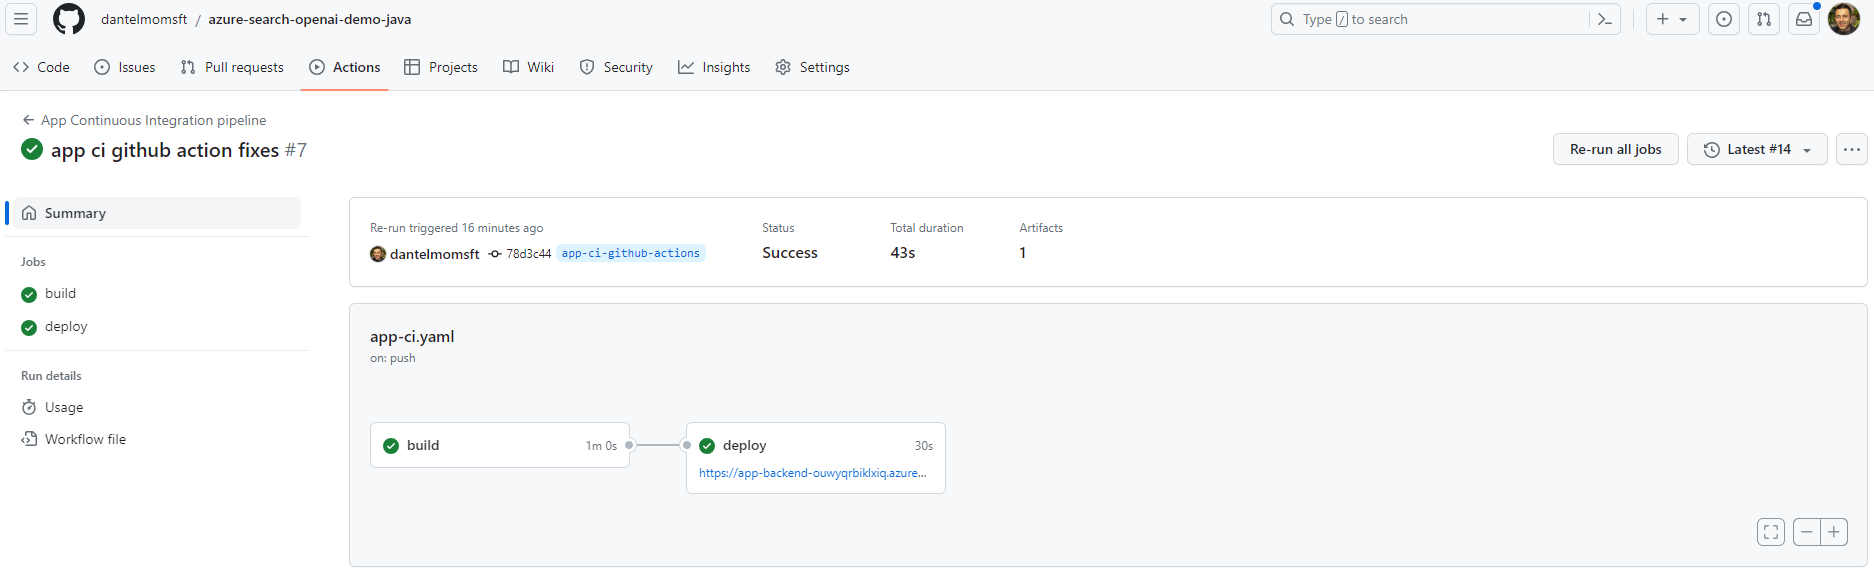 dantelmomsft / azure-search-openai-demo-java
Type / to search
Code
Issues
Pull requests
Actions
Projects
Wiki
Security
Insights
Settings
App Continuous Integration pipeline
app ci github action fixes #7
Re-run all jobs
Latest #14
Summary
Jobs
build
deploy
Run details
Usage
Workflow file
Re-run triggered 16 minutes ago
dantelmomsft 78d3c44 app-ci-github-actions
Status
Success
Total duration
43s
Artifacts
1
app-ci.yaml
on: push
build 1m 0s
deploy 30s
https://app-backend-ouwyqrbiklxiq.azure...